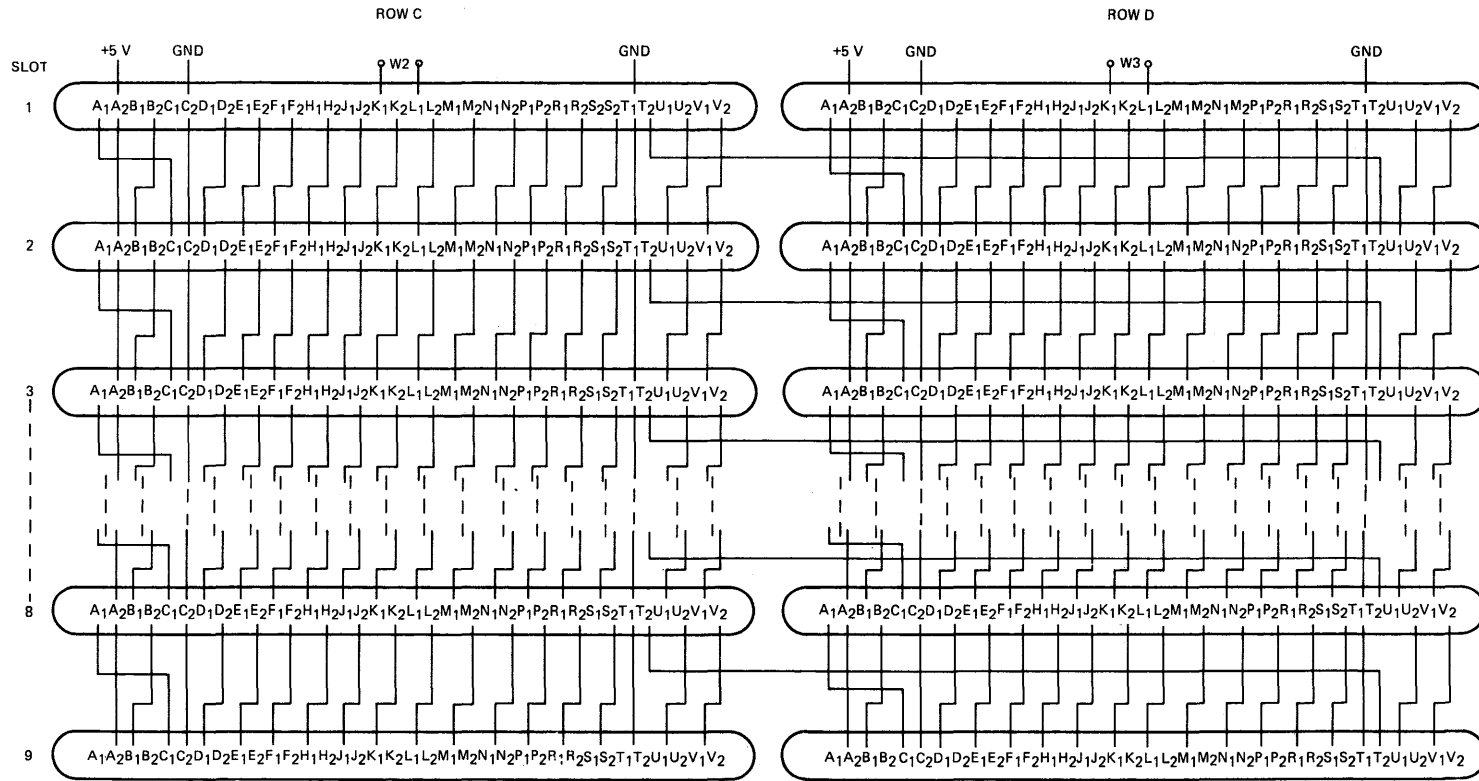 ROW C ROW D
+5 V GND W2 GND +5 V GND W3 GND
SLOT
1 A₁A₂B₁B₂C₁C₂D₁D₂E₁E₂F₁F₂H₁H₂J₁J₂K₁K₂L₁L₂M₁M₂N₁N₂P₁P₂R₁R₂S₁S₂T₁T₂U₁U₂V₁V₂ A₁A₂B₁B₂C₁C₂D₁D₂E₁E₂F₁F₂H₁H₂J₁J₂K₁K₂L₁L₂M₁M₂N₁M₂P₁P₂R₁R₂S₁S₂T₁T₂U₁U₂V₁V₂
2 A₁A₂B₁B₂C₁C₂D₁D₂E₁E₂F₁F₂H₁H₂J₁J₂K₁K₂L₁L₂M₁M₂N₁N₂P₁P₂R₁R₂S₁S₂T₁T₂U₁U₂V₁V₂ A₁A₂B₁B₂C₁C₂D₁D₂E₁E₂F₁F₂H₁H₂J₁J₂K₁K₂L₁L₂M₁M₂N₁N₂P₁P₂R₁R₂S₁S₂T₁T₂U₁U₂V₁V₂
3 A₁A₂B₁B₂C₁C₂D₁D₂E₁E₂F₁F₂H₁H₂J₁J₂K₁K₂L₁L₂M₁M₂N₁N₂P₁P₂R₁R₂S₁S₂T₁T₂U₁U₂V₁V₂ A₁A₂B₁B₂C₁C₂D₁D₂E₁E₂F₁F₂H₁H₂J₁J₂K₁K₂L₁L₂M₁M₂N₁N₂P₁P₂R₁R₂S₁S₂T₁T₂U₁U₂V₁V₂
8 A₁A₂B₁B₂C₁C₂D₁D₂E₁E₂F₁F₂H₁H₂J₁J₂K₁K₂L₁L₂M₁M₂N₁N₂P₁P₂R₁R₂S₁S₂T₁T₂U₁U₂V₁V₂ A₁A₂B₁B₂C₁C₂D₁D₂E₁E₂F₁F₂H₁H₂J₁J₂K₁K₂L₁L₂M₁M₂N₁N₂P₁P₂R₁R₂S₁S₂T₁T₂U₁U₂V₁V₂
9 A₁A₂B₁B₂C₁C₂D₁D₂E₁E₂F₁F₂H₁H₂J₁J₂K₁K₂L₁L₂M₁M₂N₁N₂P₁P₂R₁R₂S₁S₂T₁T₂U₁U₂V₁V₂ A₁A₂B₁B₂C₁C₂D₁D₂E₁E₂F₁F₂H₁H₂J₁J₂K₁K₂L₁L₂M₁M₂N₁N₂P₁P₂R₁R₂S₁S₂T₁T₂U₁U₂V₁V₂